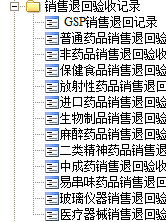 销售退回验收记录
GSP销售退回记录
普通药品销售退回验
非药品销售退回验收
保健食品销售退回验
放射性药品销售退回
进口药品销售退回验
生物制品销售退回验
麻醉药品销售退回验
二类精神药品销售退
中成药销售退回验收
易串味药品销售退回
玻璃仪器销售退回验
医疗器械销售退回验